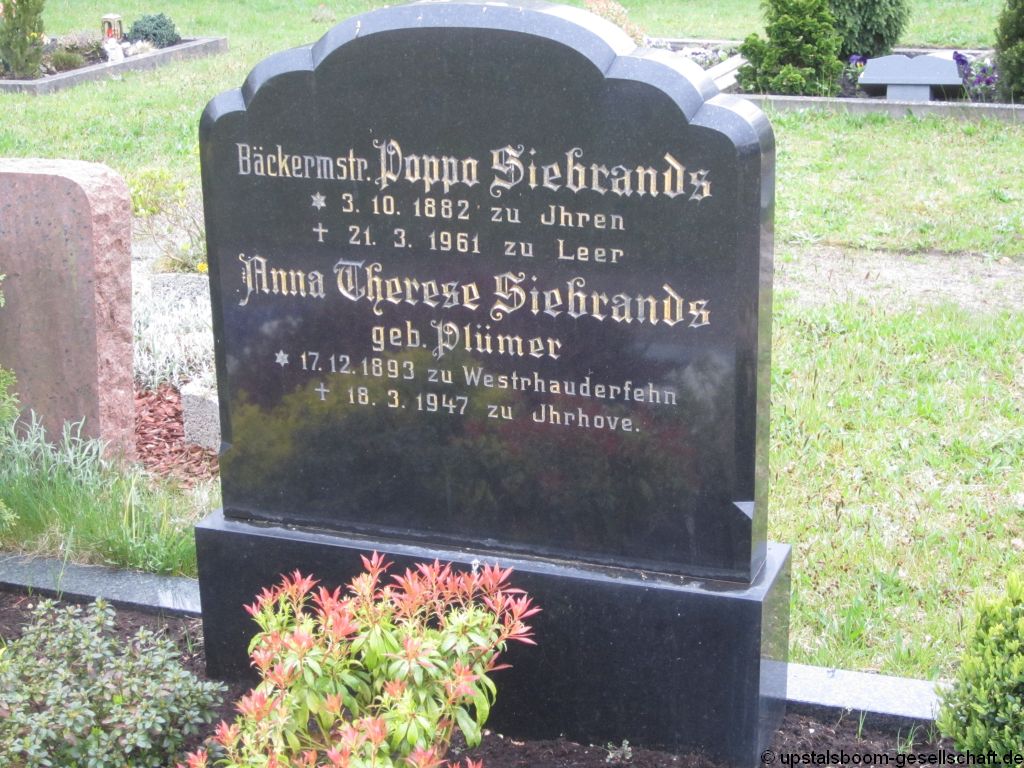 Bäckermstr. Poppo Siebrands
* 3. 10. 1882 zu Jhren
† 21. 3. 1961 zu Leer
Anna Therese Siebrands
geb. Plümer
* 17. 12. 1893 zu Westrhauderfehn
† 18. 3. 1947 zu Jhrhove.
© upstalsboom-gesellschaft.de